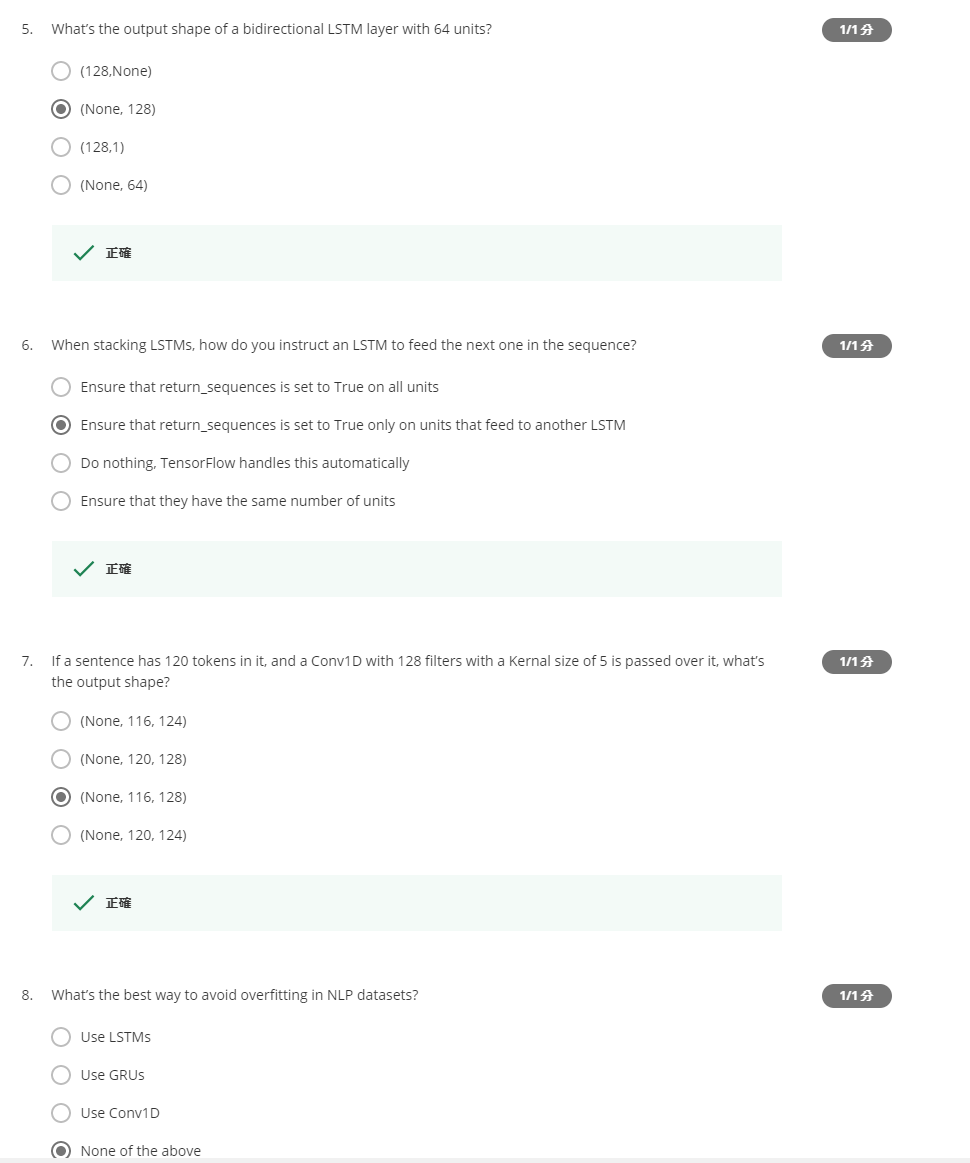 5. What's the output shape of a bidirectional LSTM layer with 64 units?
1/1 分
(128,None)
(None, 128)
(128,1)
(None, 64)
正確
6. When stacking LSTMs, how do you instruct an LSTM to feed the next one in the sequence?
1/1 分
Ensure that return_sequences is set to True on all units
Ensure that return_sequences is set to True only on units that feed to another LSTM
Do nothing, TensorFlow handles this automatically
Ensure that they have the same number of units
正確
7. If a sentence has 120 tokens in it, and a Conv1D with 128 filters with a Kernal size of 5 is passed over it, what's
the output shape?
1/1 分
(None, 116, 124)
(None, 120, 128)
(None, 116, 128)
(None, 120, 124)
正確
8. What's the best way to avoid overfitting in NLP datasets?
1/1 分
Use LSTMs
Use GRUs
Use Conv1D
None of the above